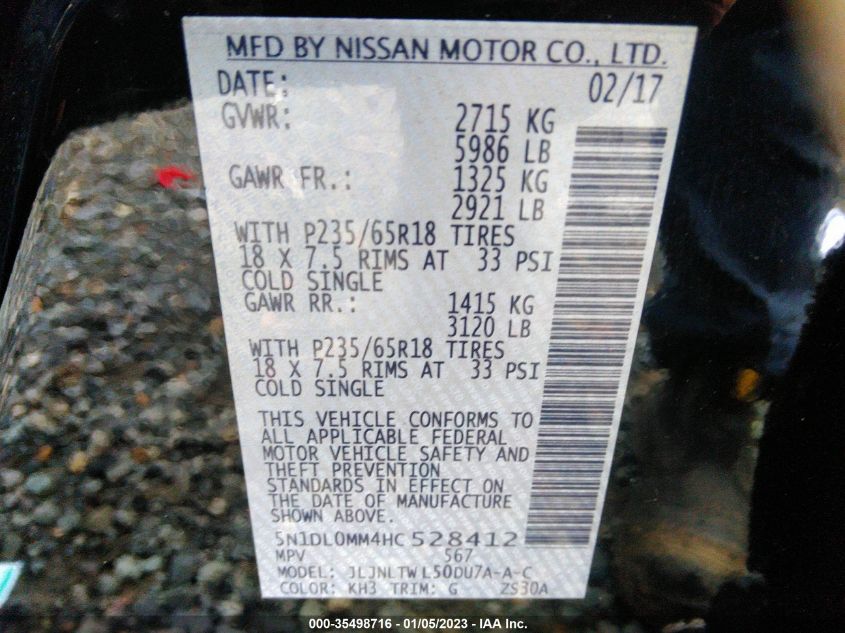 MFD BY NISSAN MOTOR CO., LTD.
DATE: 02/17
GVWR: 2715 KG
5986 LB
GAWR FR.: 1325 KG
2921 LB
WITH P235/65R18 TIRES
18 X 7.5 RIMS AT 33 PSI
COLD SINGLE
GAWR RR.: 1415 KG
3120 LB
WITH P235/65R18 TIRES
18 X 7.5 RIMS AT 33 PSI
COLD SINGLE
THIS VEHICLE CONFORMS TO
ALL APPLICABLE FEDERAL
MOTOR VEHICLE SAFETY AND
THEFT PREVENTION
STANDARDS IN EFFECT ON
THE DATE OF MANUFACTURE
SHOWN ABOVE.
5N1DL0MM4HC528412
MPV 567
MODEL: JLJNLTWL50DU7A-A-C
COLOR: KH3 TRIM: G ZS30A
000-35498716 - 01/05/2023 - IAA Inc.